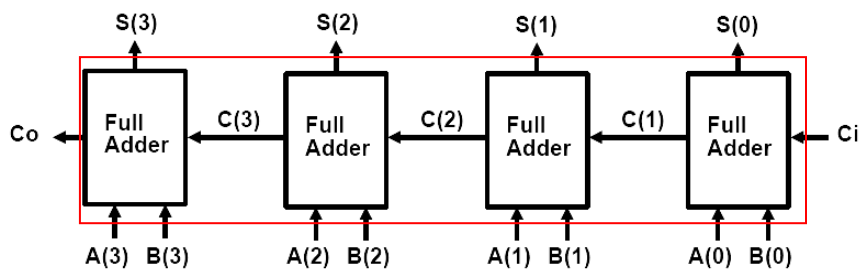 S(3) S(2) S(1) S(0)
Co Full Adder C(3) Full Adder C(2) Full Adder C(1) Full Adder Ci
A(3) B(3) A(2) B(2) A(1) B(1) A(0) B(0)